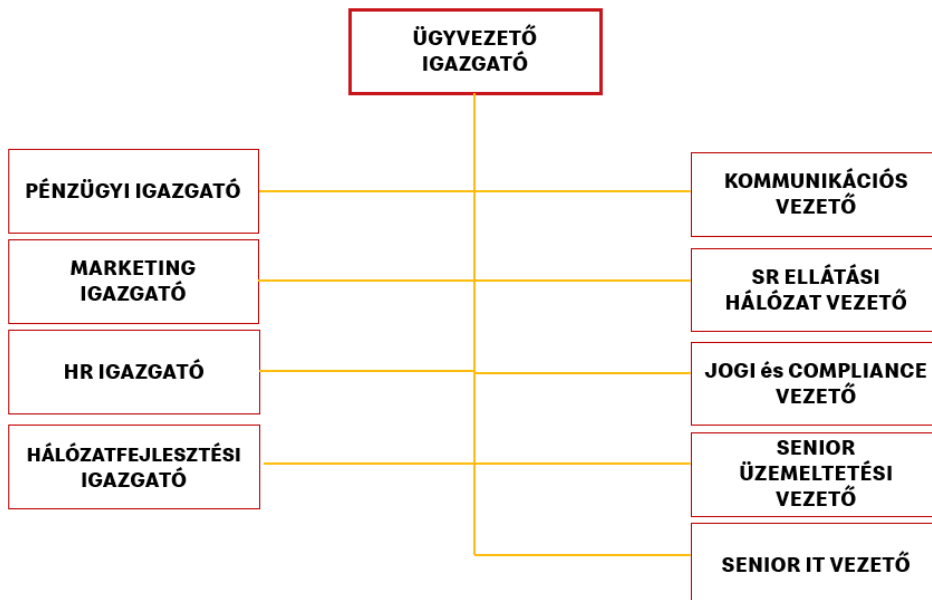 ÜGYVEZETŐ
IGAZGATÓ
PÉNZÜGYI IGAZGATÓ
MARKETING
IGAZGATÓ
HR IGAZGATÓ
HÁLÓZATFEJLESZTÉSI
IGAZGATÓ
KOMMUNIKÁCIÓS
VEZETŐ
SR ELLÁTÁSI
HÁLÓZAT VEZETŐ
JOGI és COMPLIANCE
VEZETŐ
SENIOR
ÜZEMELTETÉSI
VEZETŐ
SENIOR IT VEZETŐ